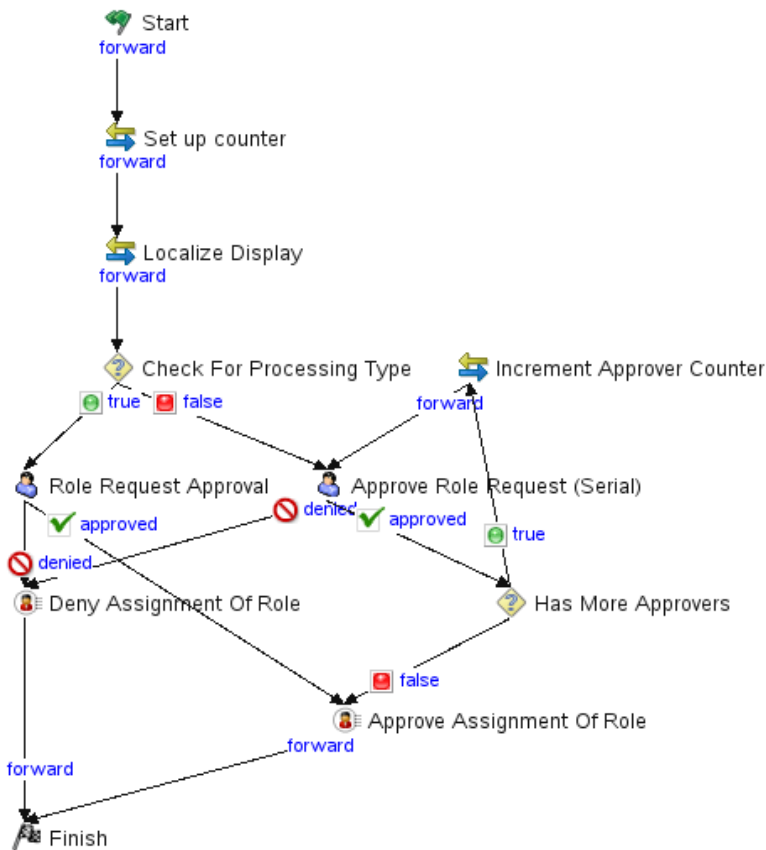 Start
forward
Set up counter
forward
Localize Display
forward
Check For Processing Type
Increment Approver Counter
true
false
forward
Role Request Approval
Approve Role Request (Serial)
approved
denied
approved
true
denied
Deny Assignment Of Role
Has More Approvers
false
Approve Assignment Of Role
forward
forward
Finish